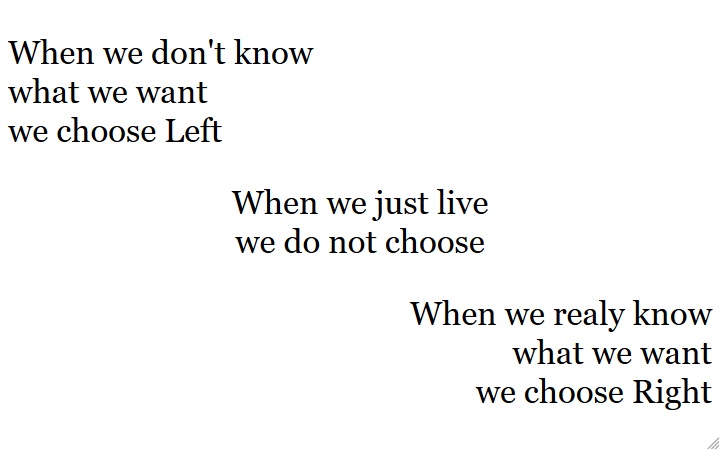 When we don't know
what we want
we choose Left
When we just live
we do not choose
When we realy know
what we want
we choose Right